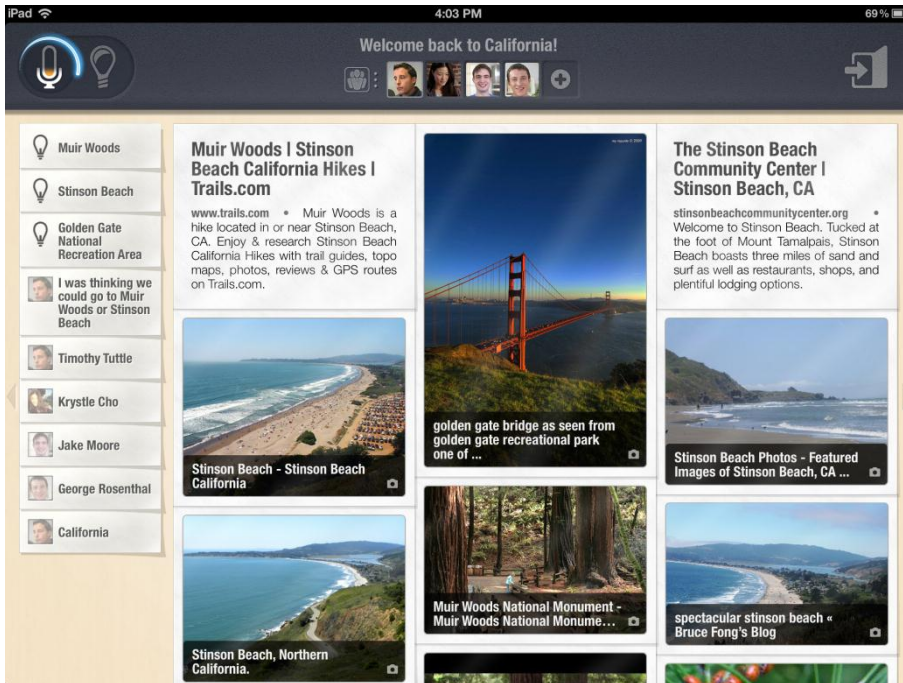 iPad
4:03 PM
69%
Welcome back to California!
Muir Woods
Stinson Beach
Golden Gate
National
Recreation Area
I was thinking we
could go to Muir
Woods or Stinson
Beach
Timothy Tuttle
Krystle Cho
Jake Moore
George Rosenthal
California
Muir Woods | Stinson
Beach California Hikes |
Trails.com
www.trails.com • Muir Woods is a
hike located in or near Stinson Beach,
CA. Enjoy & research Stinson Beach
California Hikes with trail guides, topo
maps, photos, reviews & GPS routes
on Trails.com.
Stinson Beach - Stinson Beach
California
Stinson Beach, Northern
California.
golden gate bridge as seen from
golden gate recreational park
one of ...
Muir Woods National Monument -
Muir Woods National Monume...
The Stinson Beach
Community Center |
Stinson Beach, CA
stinsonbeachcommunitycenter.org •
Welcome to Stinson Beach. Tucked at
the foot of Mount Tamalpais, Stinson
Beach boasts three miles of sand and
surf as well as restaurants, shops, and
plentiful lodging options.
Stinson Beach Photos - Featured
Images of Stinson Beach, CA ...
spectacular stinson beach «
Bruce Fong's Blog